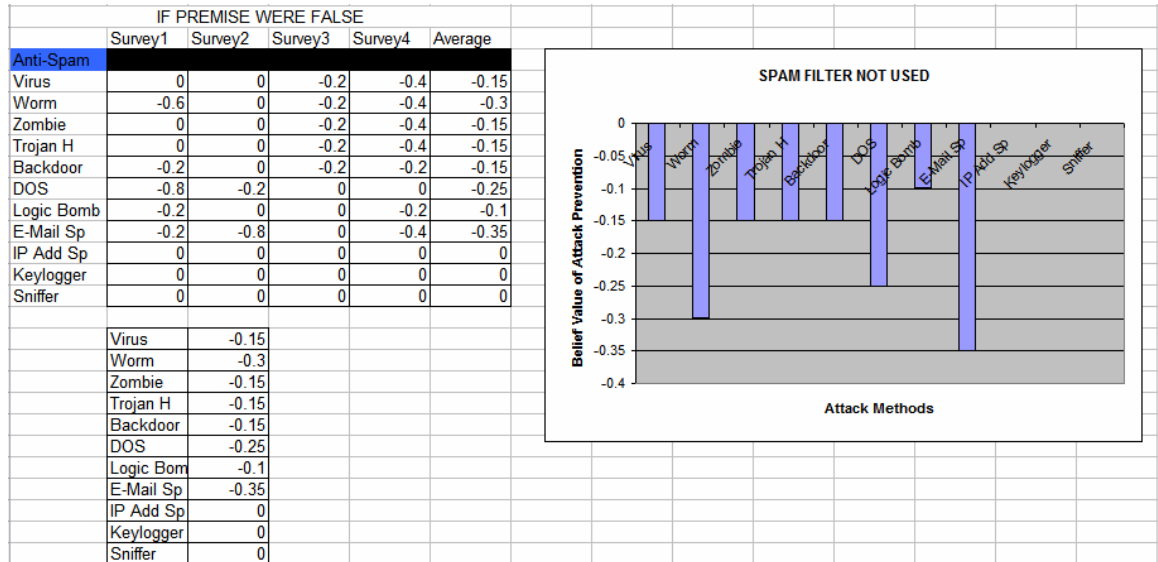 IF PREMISE WERE FALSE
Survey1 Survey2 Survey3 Survey4 Average
Anti-Spam
Virus 0 0 -0.2 -0.4 -0.15
Worm -0.6 0 -0.2 -0.4 -0.3
Zombie 0 0 -0.2 -0.4 -0.15
Trojan H 0 0 -0.2 -0.4 -0.15
Backdoor -0.2 0 -0.2 -0.2 -0.15
DOS -0.8 -0.2 0 0 -0.25
Logic Bomb -0.2 0 0 -0.2 -0.1
E-Mail Sp -0.2 -0.8 0 -0.4 -0.35
IP Add Sp 0 0 0 0 0
Keylogger 0 0 0 0 0
Sniffer 0 0 0 0 0
Virus -0.15
Worm -0.3
Zombie -0.15
Trojan H -0.15
Backdoor -0.15
DOS -0.25
Logic Bom -0.1
E-Mail Sp -0.35
IP Add Sp 0
Keylogger 0
Sniffer 0
SPAM FILTER NOT USED
Belief Value of Attack Prevention
0
-0.05
-0.1
-0.15
-0.2
-0.25
-0.3
-0.35
-0.4
Virus
Worm
Zombie
Trojan H
Backdoor
DOS
Logic Bomb
E-Mail Sp
IP Add Sp
Keylogger
Sniffer
Attack Methods